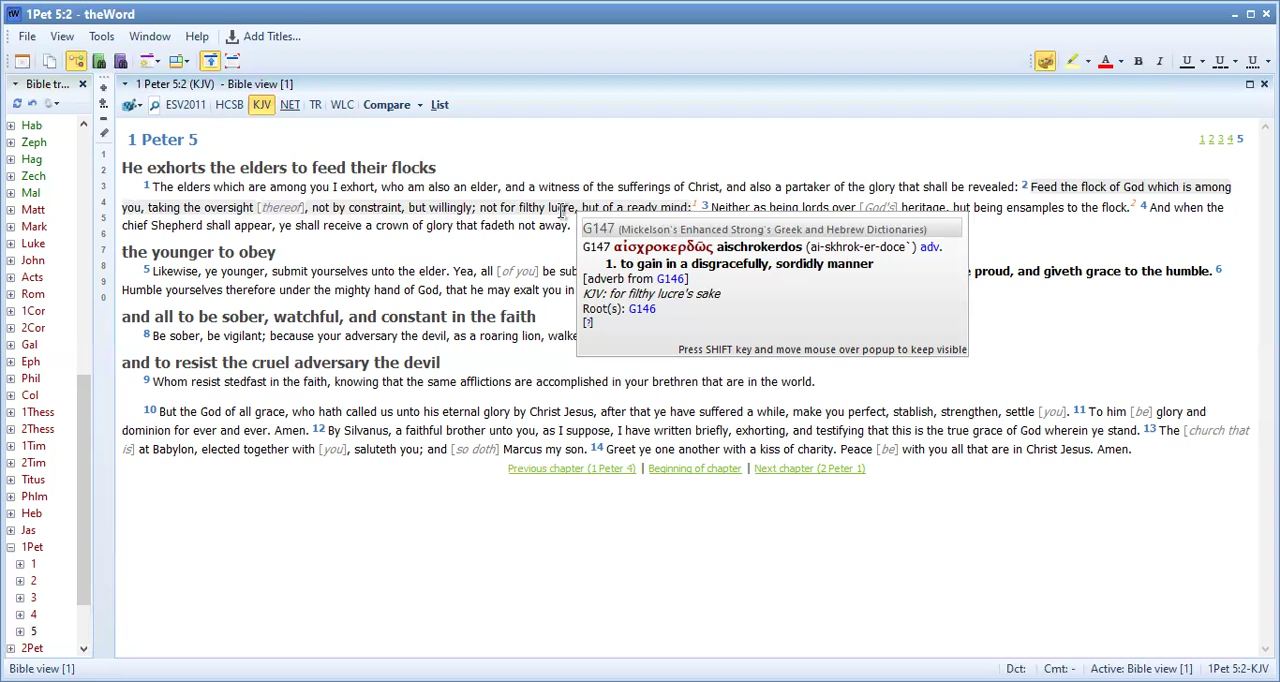 1Pet 5:2 - theWord
File View Tools Window Help Add Titles...
A B I U U U
Bible tr...
1 Peter 5:2 (KJV) - Bible view [1]
ESV2011 HCSB KJV NET TR WLC Compare List
Hab
Zeph
Hag
Zech
Mal
Matt
Mark
Luke
John
Acts
Rom
1Cor
2Cor
Gal
Eph
Phil
Col
1Thess
2Thess
1Tim
2Tim
Titus
Phlm
Heb
Jas
1Pet
1
2
3
4
5
2Pet
1
2
3
4
5
6
7
8
9
0
1 Peter 5
1 2 3 4 5
He exhorts the elders to feed their flocks
1 The elders which are among you I exhort, who am also an elder, and a witness of the sufferings of Christ, and also a partaker of the glory that shall be revealed: 2 Feed the flock of God which is among
you, taking the oversight [thereof], not by constraint, but willingly; not for filthy lucre, but of a ready mind:1 3 Neither as being lords over [God's] heritage, but being ensamples to the flock.2 4 And when the
chief Shepherd shall appear, ye shall receive a crown of glory that fadeth not away.
the younger to obey
5 Likewise, ye younger, submit yourselves unto the elder. Yea, all [of you] be sub
e proud, and giveth grace to the humble. 6
Humble yourselves therefore under the mighty hand of God, that he may exalt you in
and all to be sober, watchful, and constant in the faith
8 Be sober, be vigilant; because your adversary the devil, as a roaring lion, walke
and to resist the cruel adversary the devil
9 Whom resist stedfast in the faith, knowing that the same afflictions are accomplished in your brethren that are in the world.
10 But the God of all grace, who hath called us unto his eternal glory by Christ Jesus, after that ye have suffered a while, make you perfect, stablish, strengthen, settle [you]. 11 To him [be] glory and
dominion for ever and ever. Amen. 12 By Silvanus, a faithful brother unto you, as I suppose, I have written briefly, exhorting, and testifying that this is the true grace of God wherein ye stand. 13 The [church that
is] at Babylon, elected together with [you], saluteth you; and [so doth] Marcus my son. 14 Greet ye one another with a kiss of charity. Peace [be] with you all that are in Christ Jesus. Amen.
Previous chapter (1 Peter 4) | Beginning of chapter | Next chapter (2 Peter 1)
G147 (Mickelson's Enhanced Strong's Greek and Hebrew Dictionaries)
G147 αἰσχροκερδῶς aischrokerdos (ai-skhrok-er-doce`) adv.
1. to gain in a disgracefully, sordidly manner
[adverb from G146]
KJV: for filthy lucre's sake
Root(s): G146
[?]
Press SHIFT key and move mouse over popup to keep visible
Bible view [1]
Dct: Cmt: - Active: Bible view [1] 1Pet 5:2-KJV